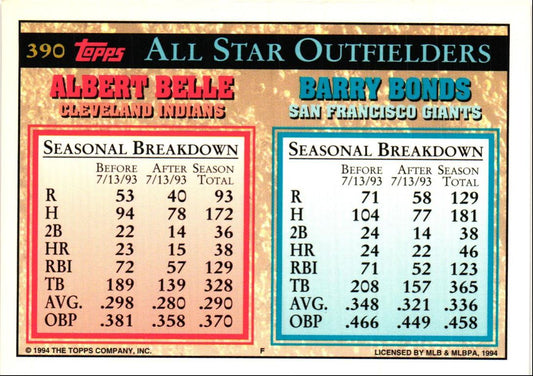 390 Topps ALL STAR OUTFIELDERS
ALBERT BELLE
CLEVELAND INDIANS
SEASONAL BREAKDOWN
BEFORE AFTER SEASON
7/13/93 7/13/93 TOTAL
R 53 40 93
H 94 78 172
2B 22 14 36
HR 23 15 38
RBI 72 57 129
TB 189 139 328
AVG. .298 .280 .290
OBP .381 .358 .370
BARRY BONDS
SAN FRANCISCO GIANTS
SEASONAL BREAKDOWN
BEFORE AFTER SEASON
7/13/93 7/13/93 TOTAL
R 71 58 129
H 104 77 181
2B 24 14 38
HR 24 22 46
RBI 71 52 123
TB 208 157 365
AVG. .348 .321 .336
OBP .466 .449 .458
© 1994 THE TOPPS COMPANY, INC. F LICENSED BY MLB & MLBPA, 1994